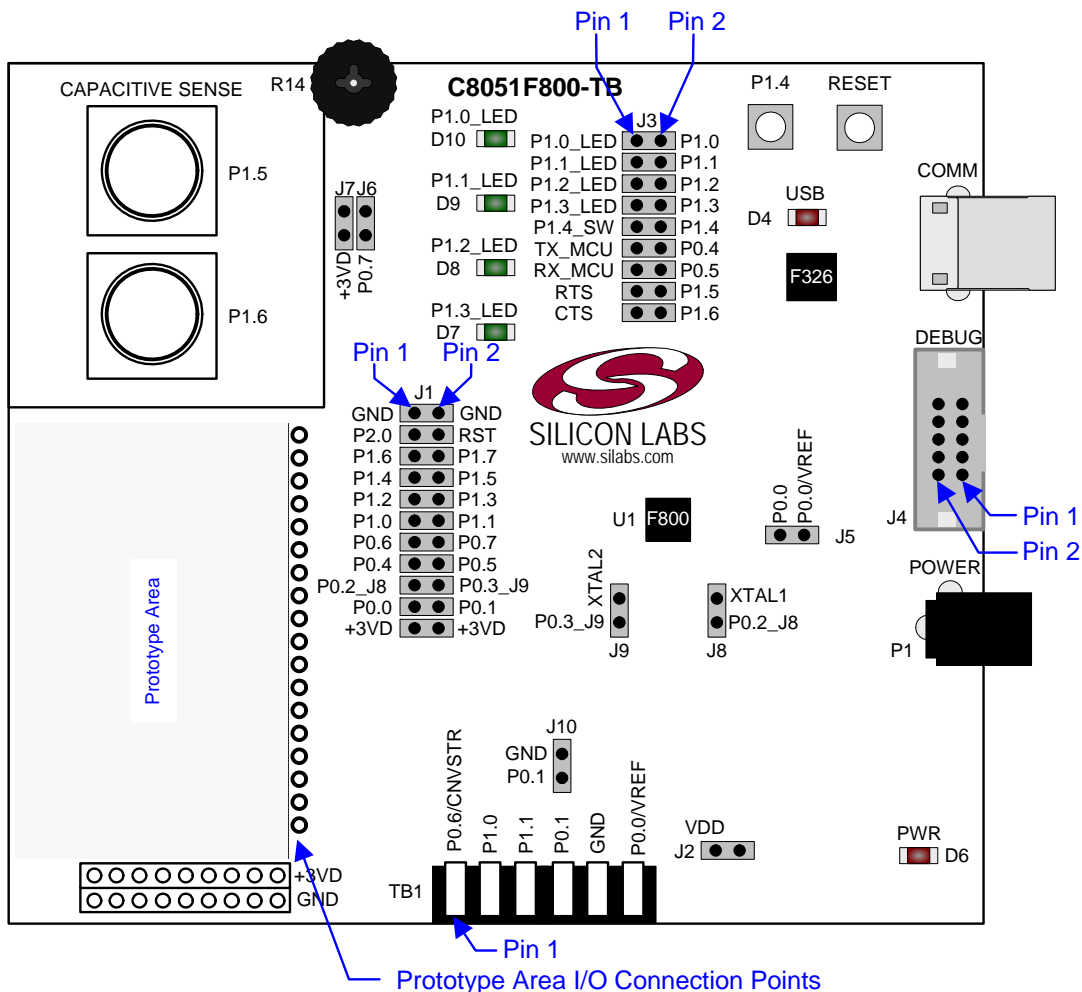 Pin 1 Pin 2
CAPACITIVE SENSE
R14
C8051F800-TB
P1.4 RESET
P1.5
P1.6
J7 J6
+3VD P0.7
P1.0_LED
D10
P1.1_LED
D9
P1.2_LED
D8
P1.3_LED
D7
J3
P1.0_LED P1.0
P1.1_LED P1.1
P1.2_LED P1.2
P1.3_LED P1.3
P1.4_SW P1.4
TX_MCU P0.4
RX_MCU P0.5
RTS P1.5
CTS P1.6
USB
D4
F326
COMM
DEBUG
J4
Pin 1
Pin 2
Pin 1 Pin 2
J1
GND GND
P2.0 RST
P1.6 P1.7
P1.4 P1.5
P1.2 P1.3
P1.0 P1.1
P0.6 P0.7
P0.4 P0.5
P0.2_J8 P0.3_J9
P0.0 P0.1
+3VD +3VD
SILICON LABS
www.silabs.com
U1 F800
P0.0 P0.0/VREF
J5
XTAL2
P0.3_J9
J9
XTAL1
P0.2_J8
J8
POWER
P1
Prototype Area
J10
GND
P0.1
P0.6/CNVSTR P1.0 P1.1 P0.1 GND P0.0/VREF
TB1
VDD
J2
PWR
D6
+3VD
GND
Pin 1
Prototype Area I/O Connection Points